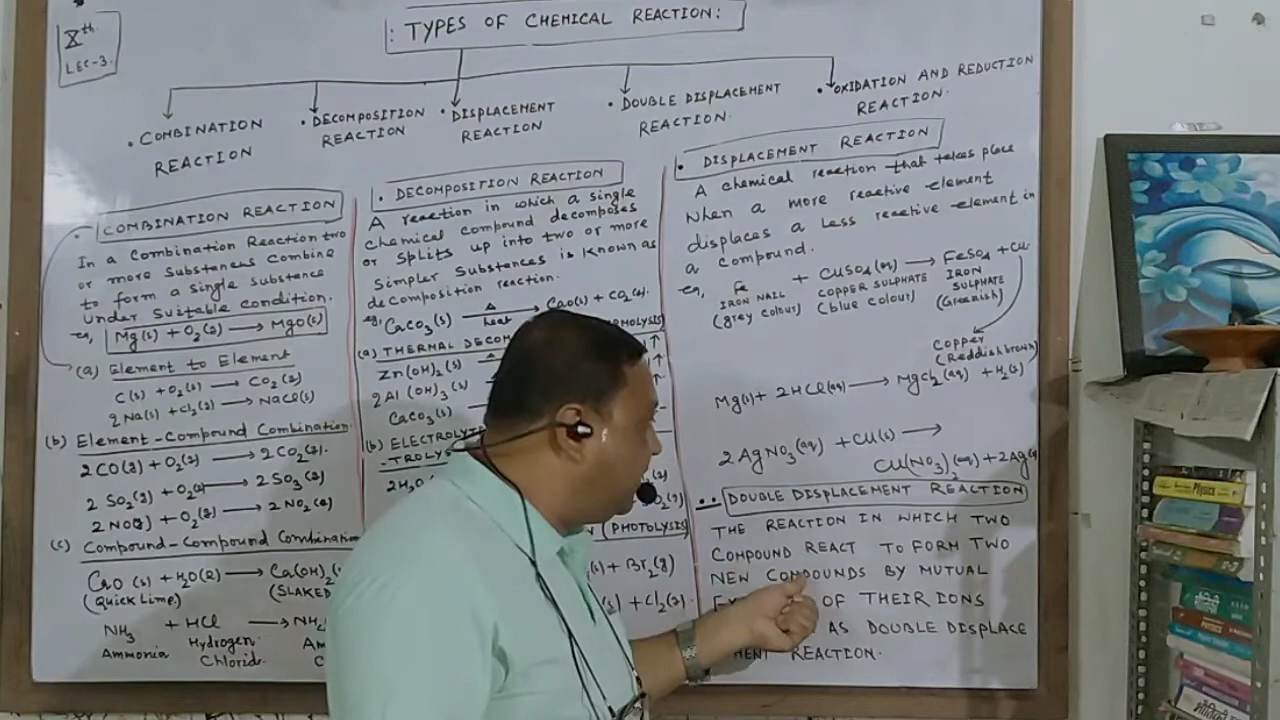 Xth
LEC-3.
: TYPES OF CHEMICAL REACTION:
• COMBINATION
REACTION
• DECOMPOSITION
REACTION
• DISPLACEMENT
REACTION
• DOUBLE DISPLACEMENT
REACTION.
• OXIDATION AND REDUCTION
REACTION.
COMBINATION REACTION
In a Combination Reaction two
or more substances combine
to form a single substance
under suitable condition.
eg, Mg(s) + O₂(g) → MgO(s)
(a) Element to Element
C(s) + O₂(g) → CO₂(g)
2Na(s) + Cl₂(g) → NaCl(s)
(b) Element-Compound Combination.
2CO(g) + O₂(g) → 2CO₂(g).
2SO₂(g) + O₂(g) → 2SO₃(g)
2NO(g) + O₂(g) → 2NO₂(g)
(c) Compound-Compound Combination
CaO(s) + H₂O(l) → Ca(OH)₂
(Quick Lime) (SLAKED
NH₃ + HCl → NH
Ammonia Hydrogen Am
Chloride C
• DECOMPOSITION REACTION
A reaction in which a single
chemical compound decomposes
or splits up into two or more
simpler substances is known as
decomposition reaction.
eg, CaCO₃(s) Δ heat → CaO(s) + CO₂(g).
(a) THERMAL DECOM MOLYSIS)
Zn(OH)₂(s) Δ ↑
2Al(OH)₃(s) ↑
CaCO₃(s)
(b) ELECTROLYT
-TROLYS
2H₂O
(PHOTOLYSIS)
(s) + Br₂(g)
(s) + Cl₂(g).
• DISPLACEMENT REACTION
A chemical reaction that takes place
when a more reactive element
displaces a less reactive element in
a compound.
eg, Fe + CuSO₄(aq) → FeSO₄ + Cu
IRON NAIL COPPER SULPHATE IRON SULPHATE
(grey colour) (blue colour) (Greenish)
Copper
(Reddish brown)
Mg(s) + 2HCl(aq) → MgCl₂(aq) + H₂(g)
2AgNO₃(aq) + Cu(s) →
Cu(NO₃)₂(aq) + 2Ag(s
DOUBLE DISPLACEMENT REACTION
THE REACTION IN WHICH TWO
COMPOUND REACT TO FORM TWO
NEW COMPOUNDS BY MUTUAL
OF THEIR IONS
AS DOUBLE DISPLACE
MENT REACTION.
Physics
PHYSICS
भौतिकी